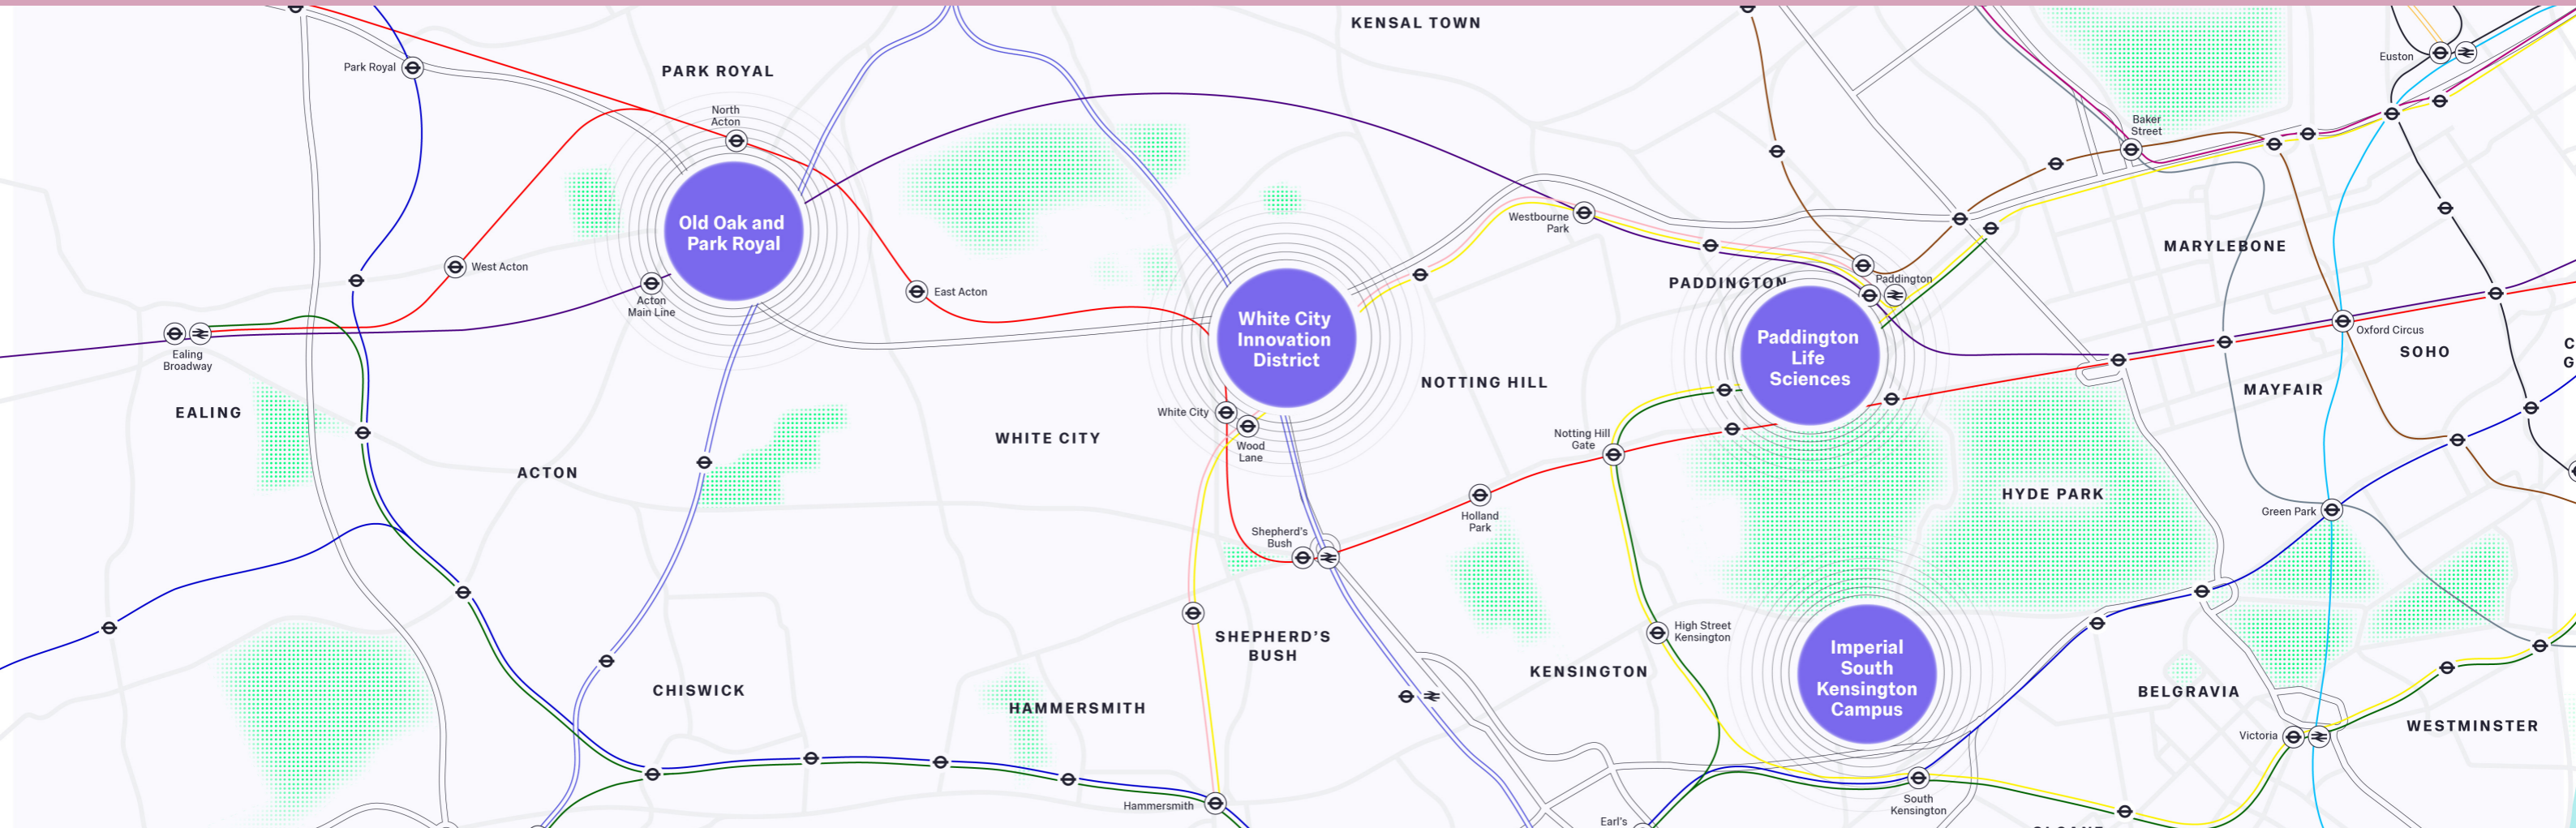 KENSAL TOWN
Euston
Park Royal
PARK ROYAL
North
Acton
Baker
Street
Old Oak and
Park Royal
Westbourne
Park
MARYLEBONE
West Acton
PADDINGTON
Paddington
East Acton
Acton
Main Line
White City
Innovation
District
Oxford Circus
Paddington
Life
Sciences
SOHO
C
G
Ealing
Broadway
NOTTING HILL
MAYFAIR
EALING
White City
WHITE CITY
Wood
Lane
Notting Hill
Gate
ACTON
HYDE PARK
Holland
Park
Green Park
Shepherd's
Bush
High Street
Kensington
SHEPHERD'S
BUSH
Imperial
South
Kensington
Campus
KENSINGTON
CHISWICK
BELGRAVIA
HAMMERSMITH
WESTMINSTER
Victoria
Hammersmith
South
Kensington
Earl's